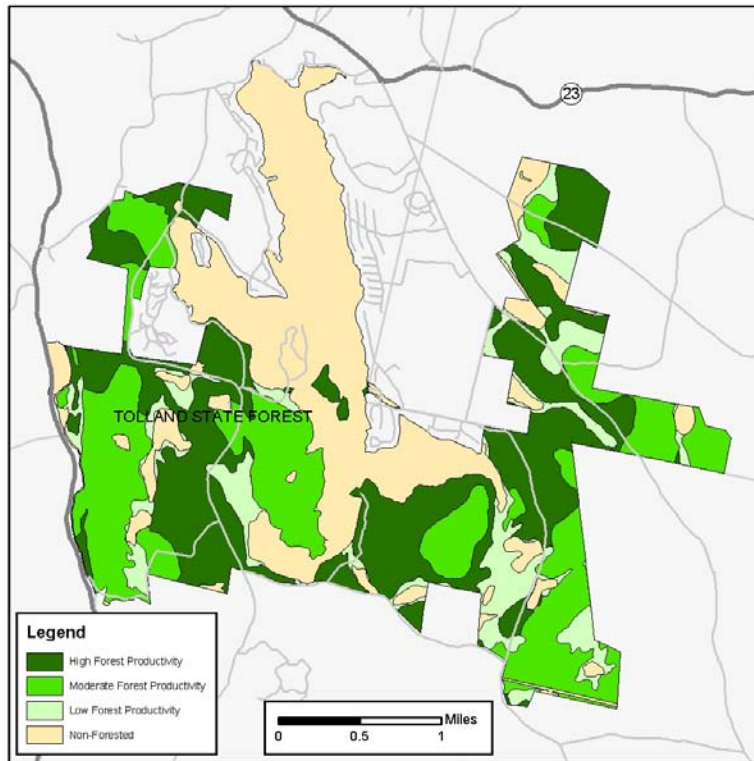 23
TOLLAND STATE FOREST
Legend
High Forest Productivity
Moderate Forest Productivity
Low Forest Productivity
Non-Forested
Miles
0 0.5 1